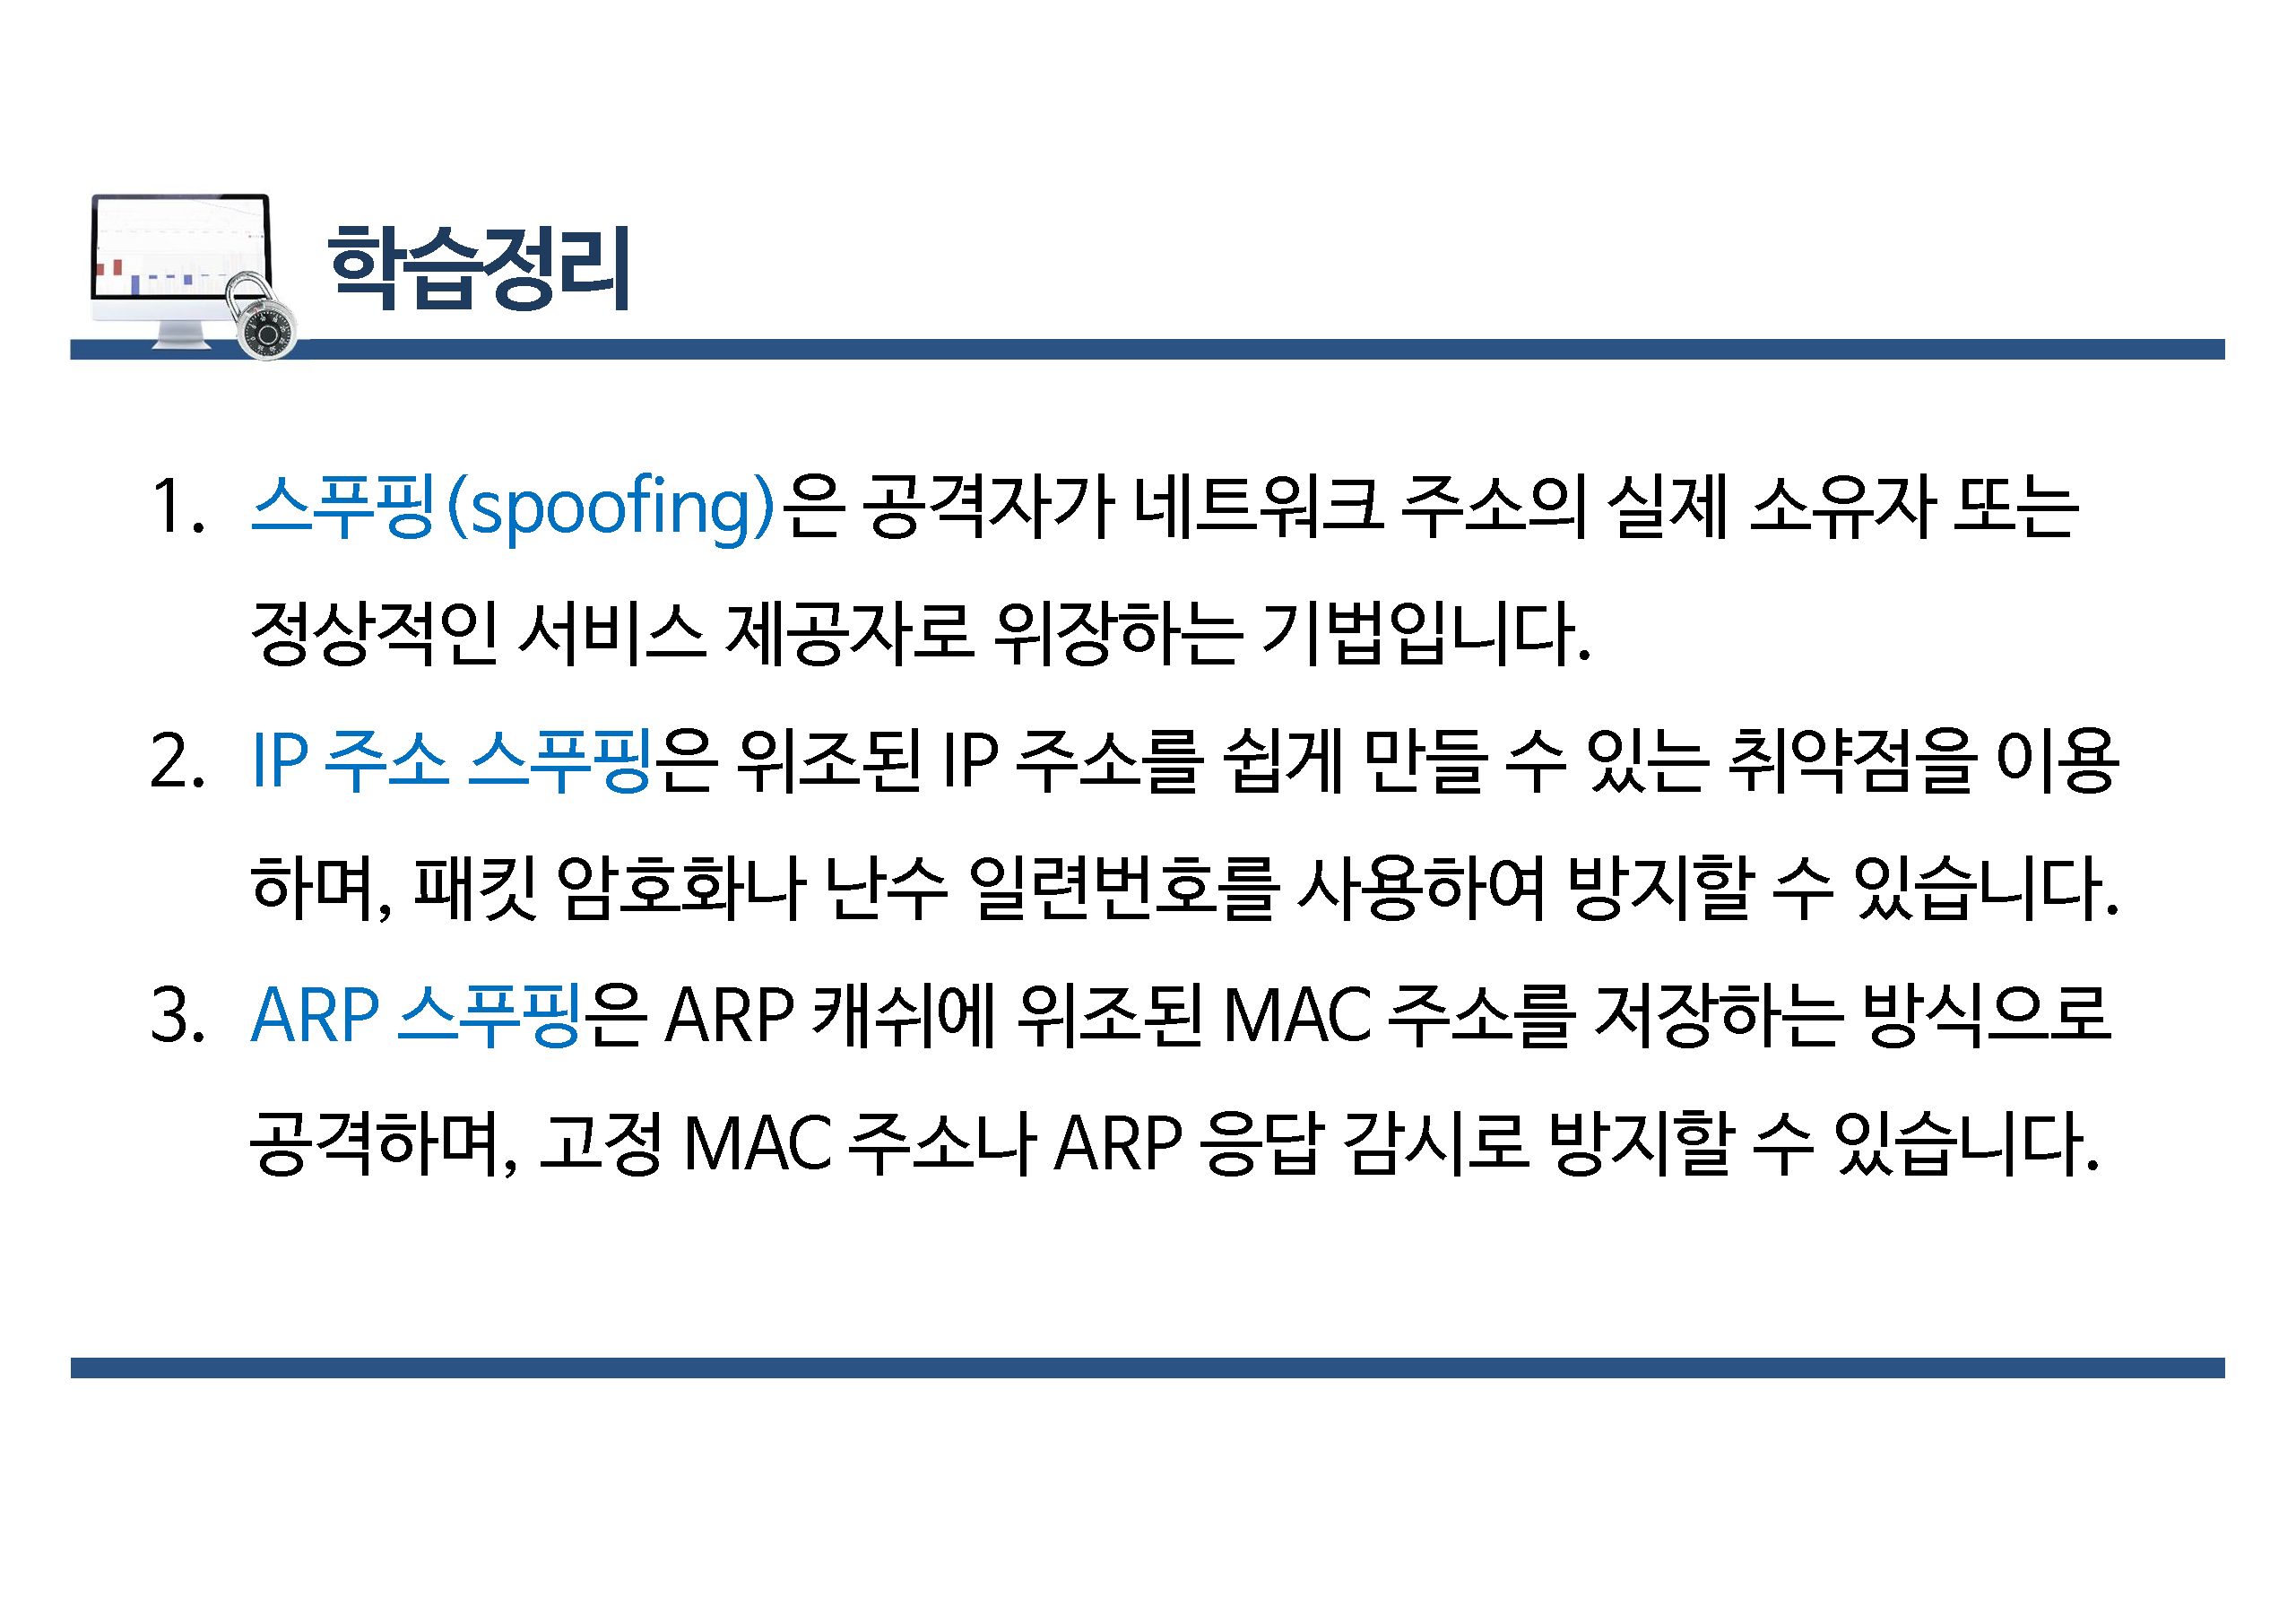 학습정리
1. 스푸핑(spoofing)은 공격자가 네트워크 주소의 실제 소유자 또는
정상적인 서비스 제공자로 위장하는 기법입니다.
2. IP 주소 스푸핑은 위조된 IP 주소를 쉽게 만들 수 있는 취약점을 이용
하며, 패킷 암호화나 난수 일련번호를 사용하여 방지할 수 있습니다.
3. ARP 스푸핑은 ARP 캐쉬에 위조된 MAC 주소를 저장하는 방식으로
공격하며, 고정 MAC 주소나 ARP 응답 감시로 방지할 수 있습니다.